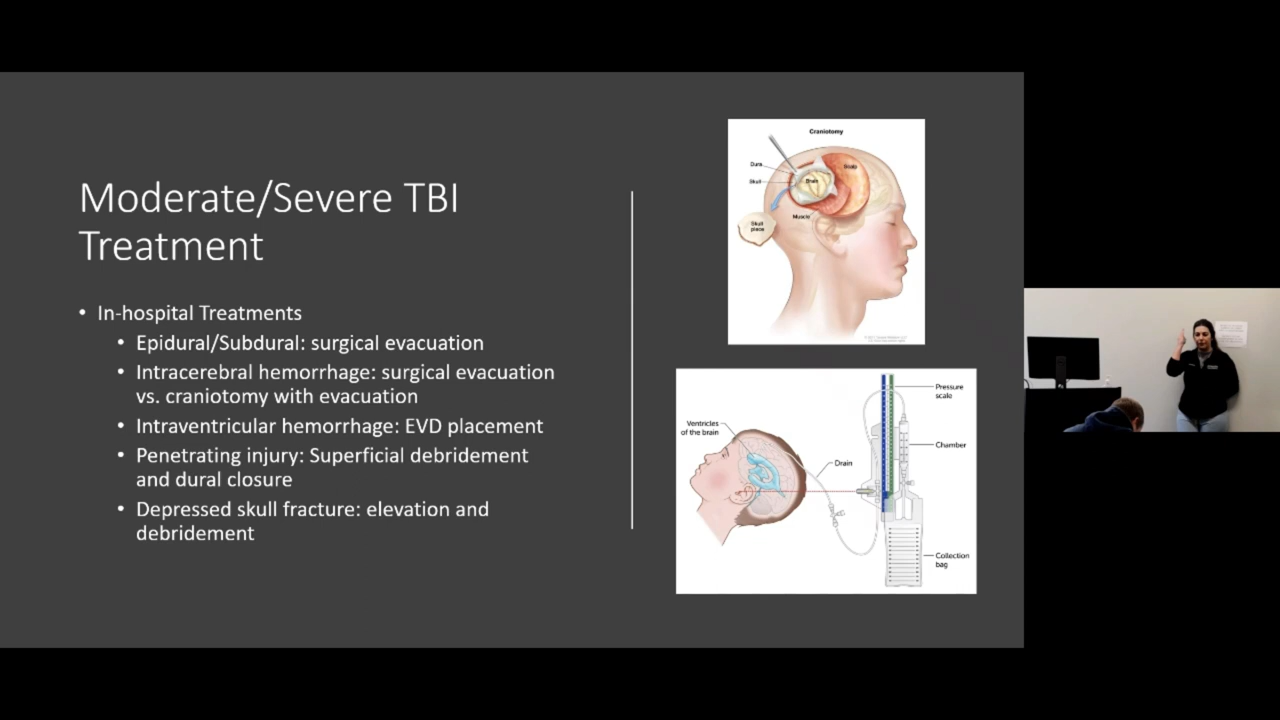 Moderate/Severe TBI
Treatment
• In-hospital Treatments
• Epidural/Subdural: surgical evacuation
• Intracerebral hemorrhage: surgical evacuation
vs. craniotomy with evacuation
• Intraventricular hemorrhage: EVD placement
• Penetrating injury: Superficial debridement
and dural closure
• Depressed skull fracture: elevation and
debridement
Craniotomy
Dura
Scalp
Skull
Brain
Muscle
Skull
piece
Ventricles
of the brain
Drain
Pressure
scale
Chamber
Collection
bag